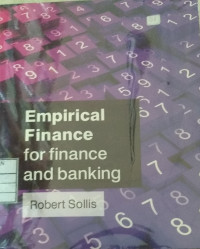 Empirical
Finance
for finance
and banking
Robert Sollis